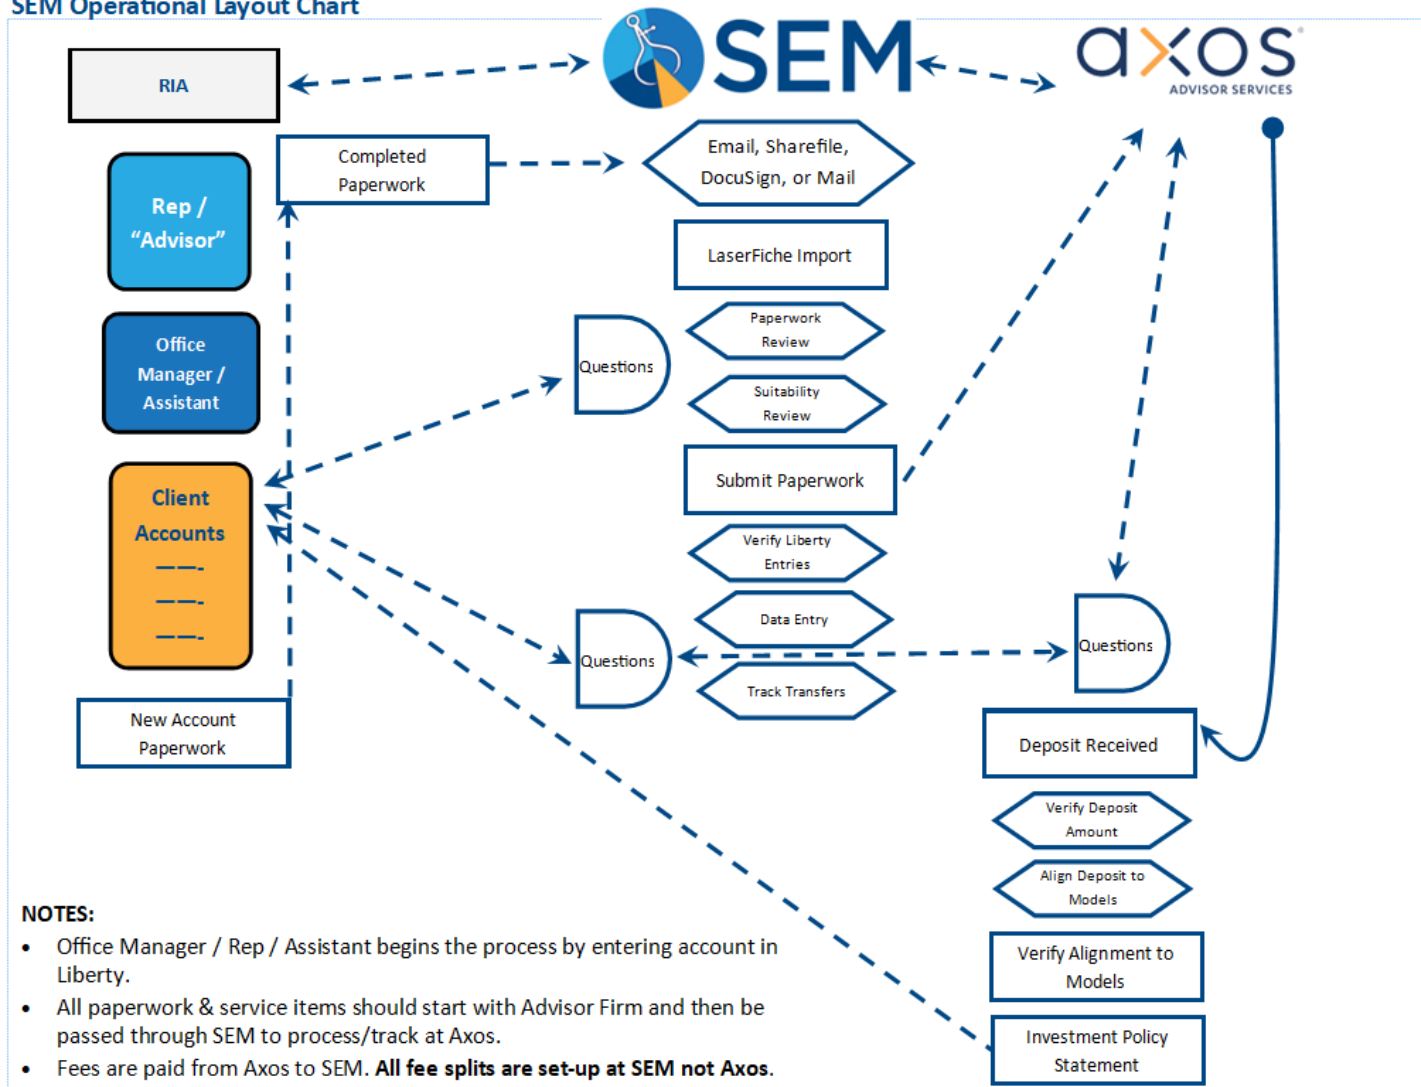 SEM Operational Layout Chart
RIA
SEM
axos
ADVISOR SERVICES
Completed
Paperwork
Email, Sharefile,
DocuSign, or Mail
Rep /
“Advisor”
LaserFiche Import
Paperwork
Review
Questions
Office
Manager /
Assistant
Suitability
Review
Submit Paperwork
Client
Accounts
——-
——-
——-
Verify Liberty
Entries
Data Entry
Questions
Questions
Track Transfers
New Account
Paperwork
Deposit Received
Verify Deposit
Amount
Align Deposit to
Models
Verify Alignment to
Models
Investment Policy
Statement
NOTES:
• Office Manager / Rep / Assistant begins the process by entering account in
Liberty.
• All paperwork & service items should start with Advisor Firm and then be
passed through SEM to process/track at Axos.
• Fees are paid from Axos to SEM. All fee splits are set-up at SEM not Axos.